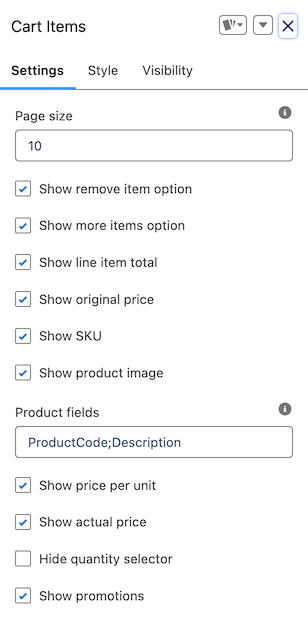 Cart Items
Settings Style Visibility
Page size
10
Show remove item option
Show more items option
Show line item total
Show original price
Show SKU
Show product image
Product fields
ProductCode;Description
Show price per unit
Show actual price
Hide quantity selector
Show promotions